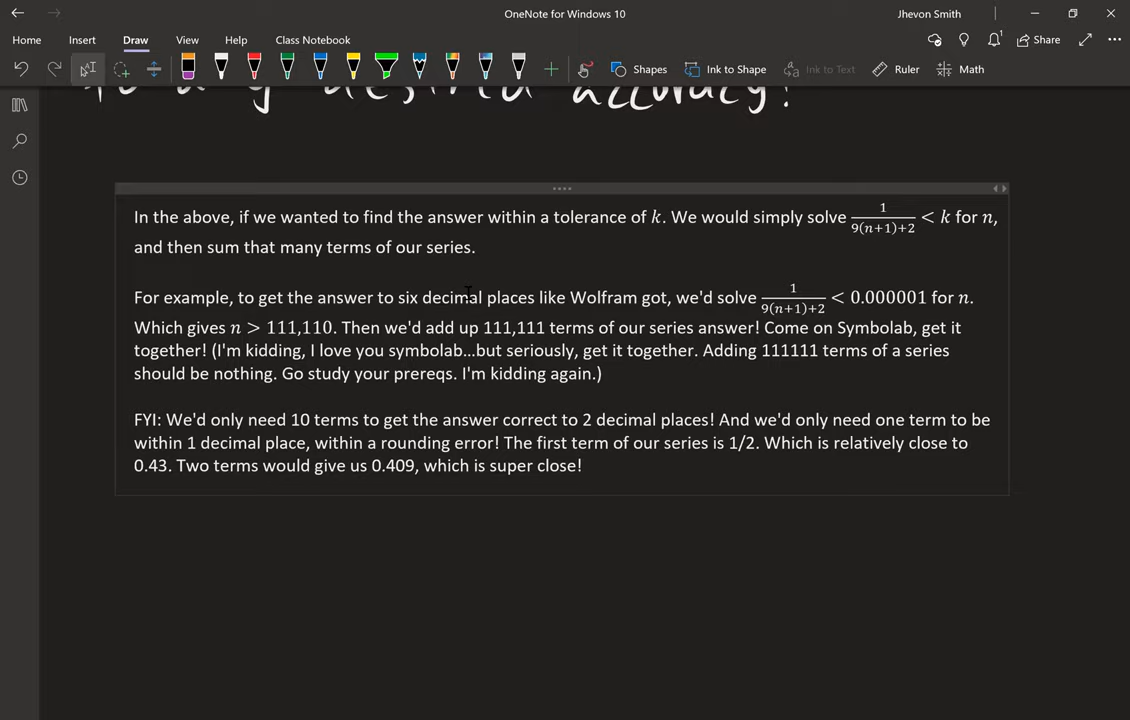 OneNote for Windows 10
Jhevon Smith
Home Insert Draw View Help Class Notebook
1 Share
Shapes Ink to Shape Ink to Text Ruler Math
to a y desired accuracy!
In the above, if we wanted to find the answer within a tolerance of k. We would simply solve 1/(9(n+1)+2) < k for n,
and then sum that many terms of our series.
For example, to get the answer to six decimal places like Wolfram got, we'd solve 1/(9(n+1)+2) < 0.000001 for n.
Which gives n > 111,110. Then we'd add up 111,111 terms of our series answer! Come on Symbolab, get it
together! (I'm kidding, I love you symbolab...but seriously, get it together. Adding 111111 terms of a series
should be nothing. Go study your prereqs. I'm kidding again.)
FYI: We'd only need 10 terms to get the answer correct to 2 decimal places! And we'd only need one term to be
within 1 decimal place, within a rounding error! The first term of our series is 1/2. Which is relatively close to
0.43. Two terms would give us 0.409, which is super close!